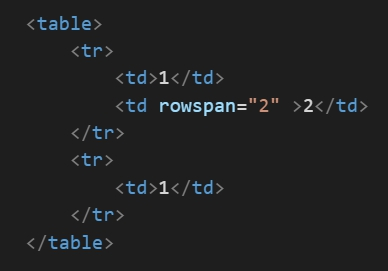 <table>
    <tr>
        <td>1</td>
        <td rowspan="2" >2</td>
    </tr>
    <tr>
        <td>1</td>
    </tr>
</table>